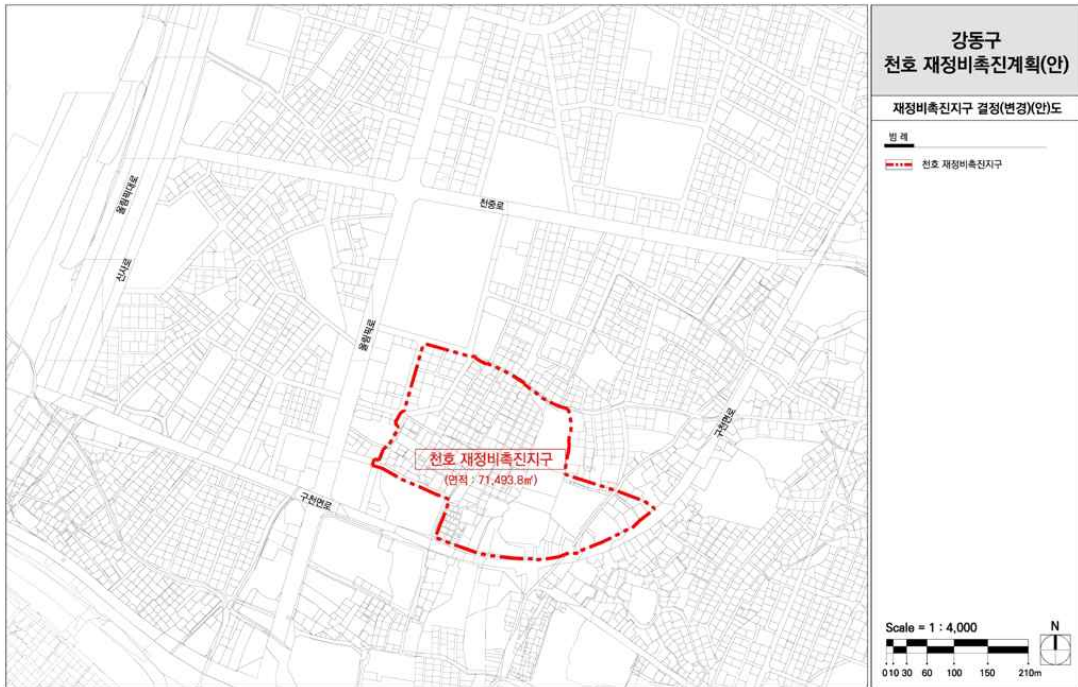 강동구
천호 재정비촉진계획(안)
재정비촉진지구 결정(변경)(안)도
범 례
천호 재정비촉진지구
올림픽대로
선사로
올림픽로
천중로
구천면로
구천면로
천호 재정비촉진지구
(면적 : 71,493.8㎡)
Scale = 1 : 4,000
N
0 10 30 60 100 150 210m